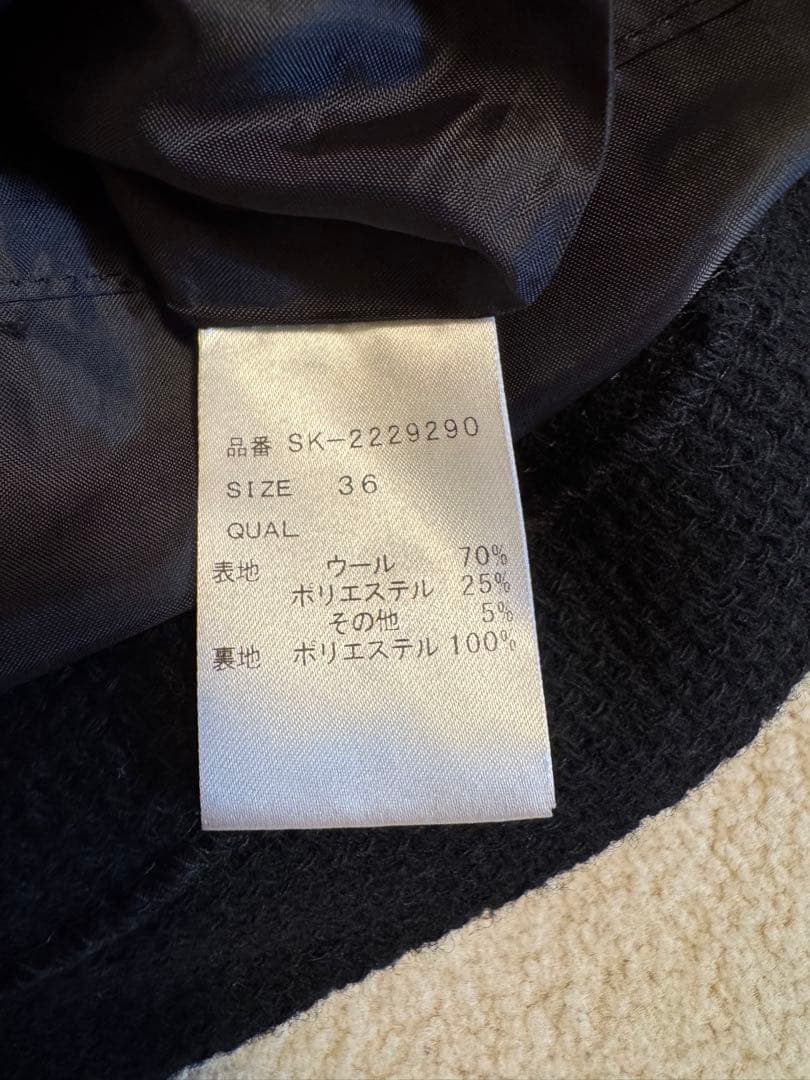 品番 SK-2229290
SIZE 36
QUAL
表地 ウール 70%
ポリエステル 25%
その他 5%
裏地 ポリエステル 100%